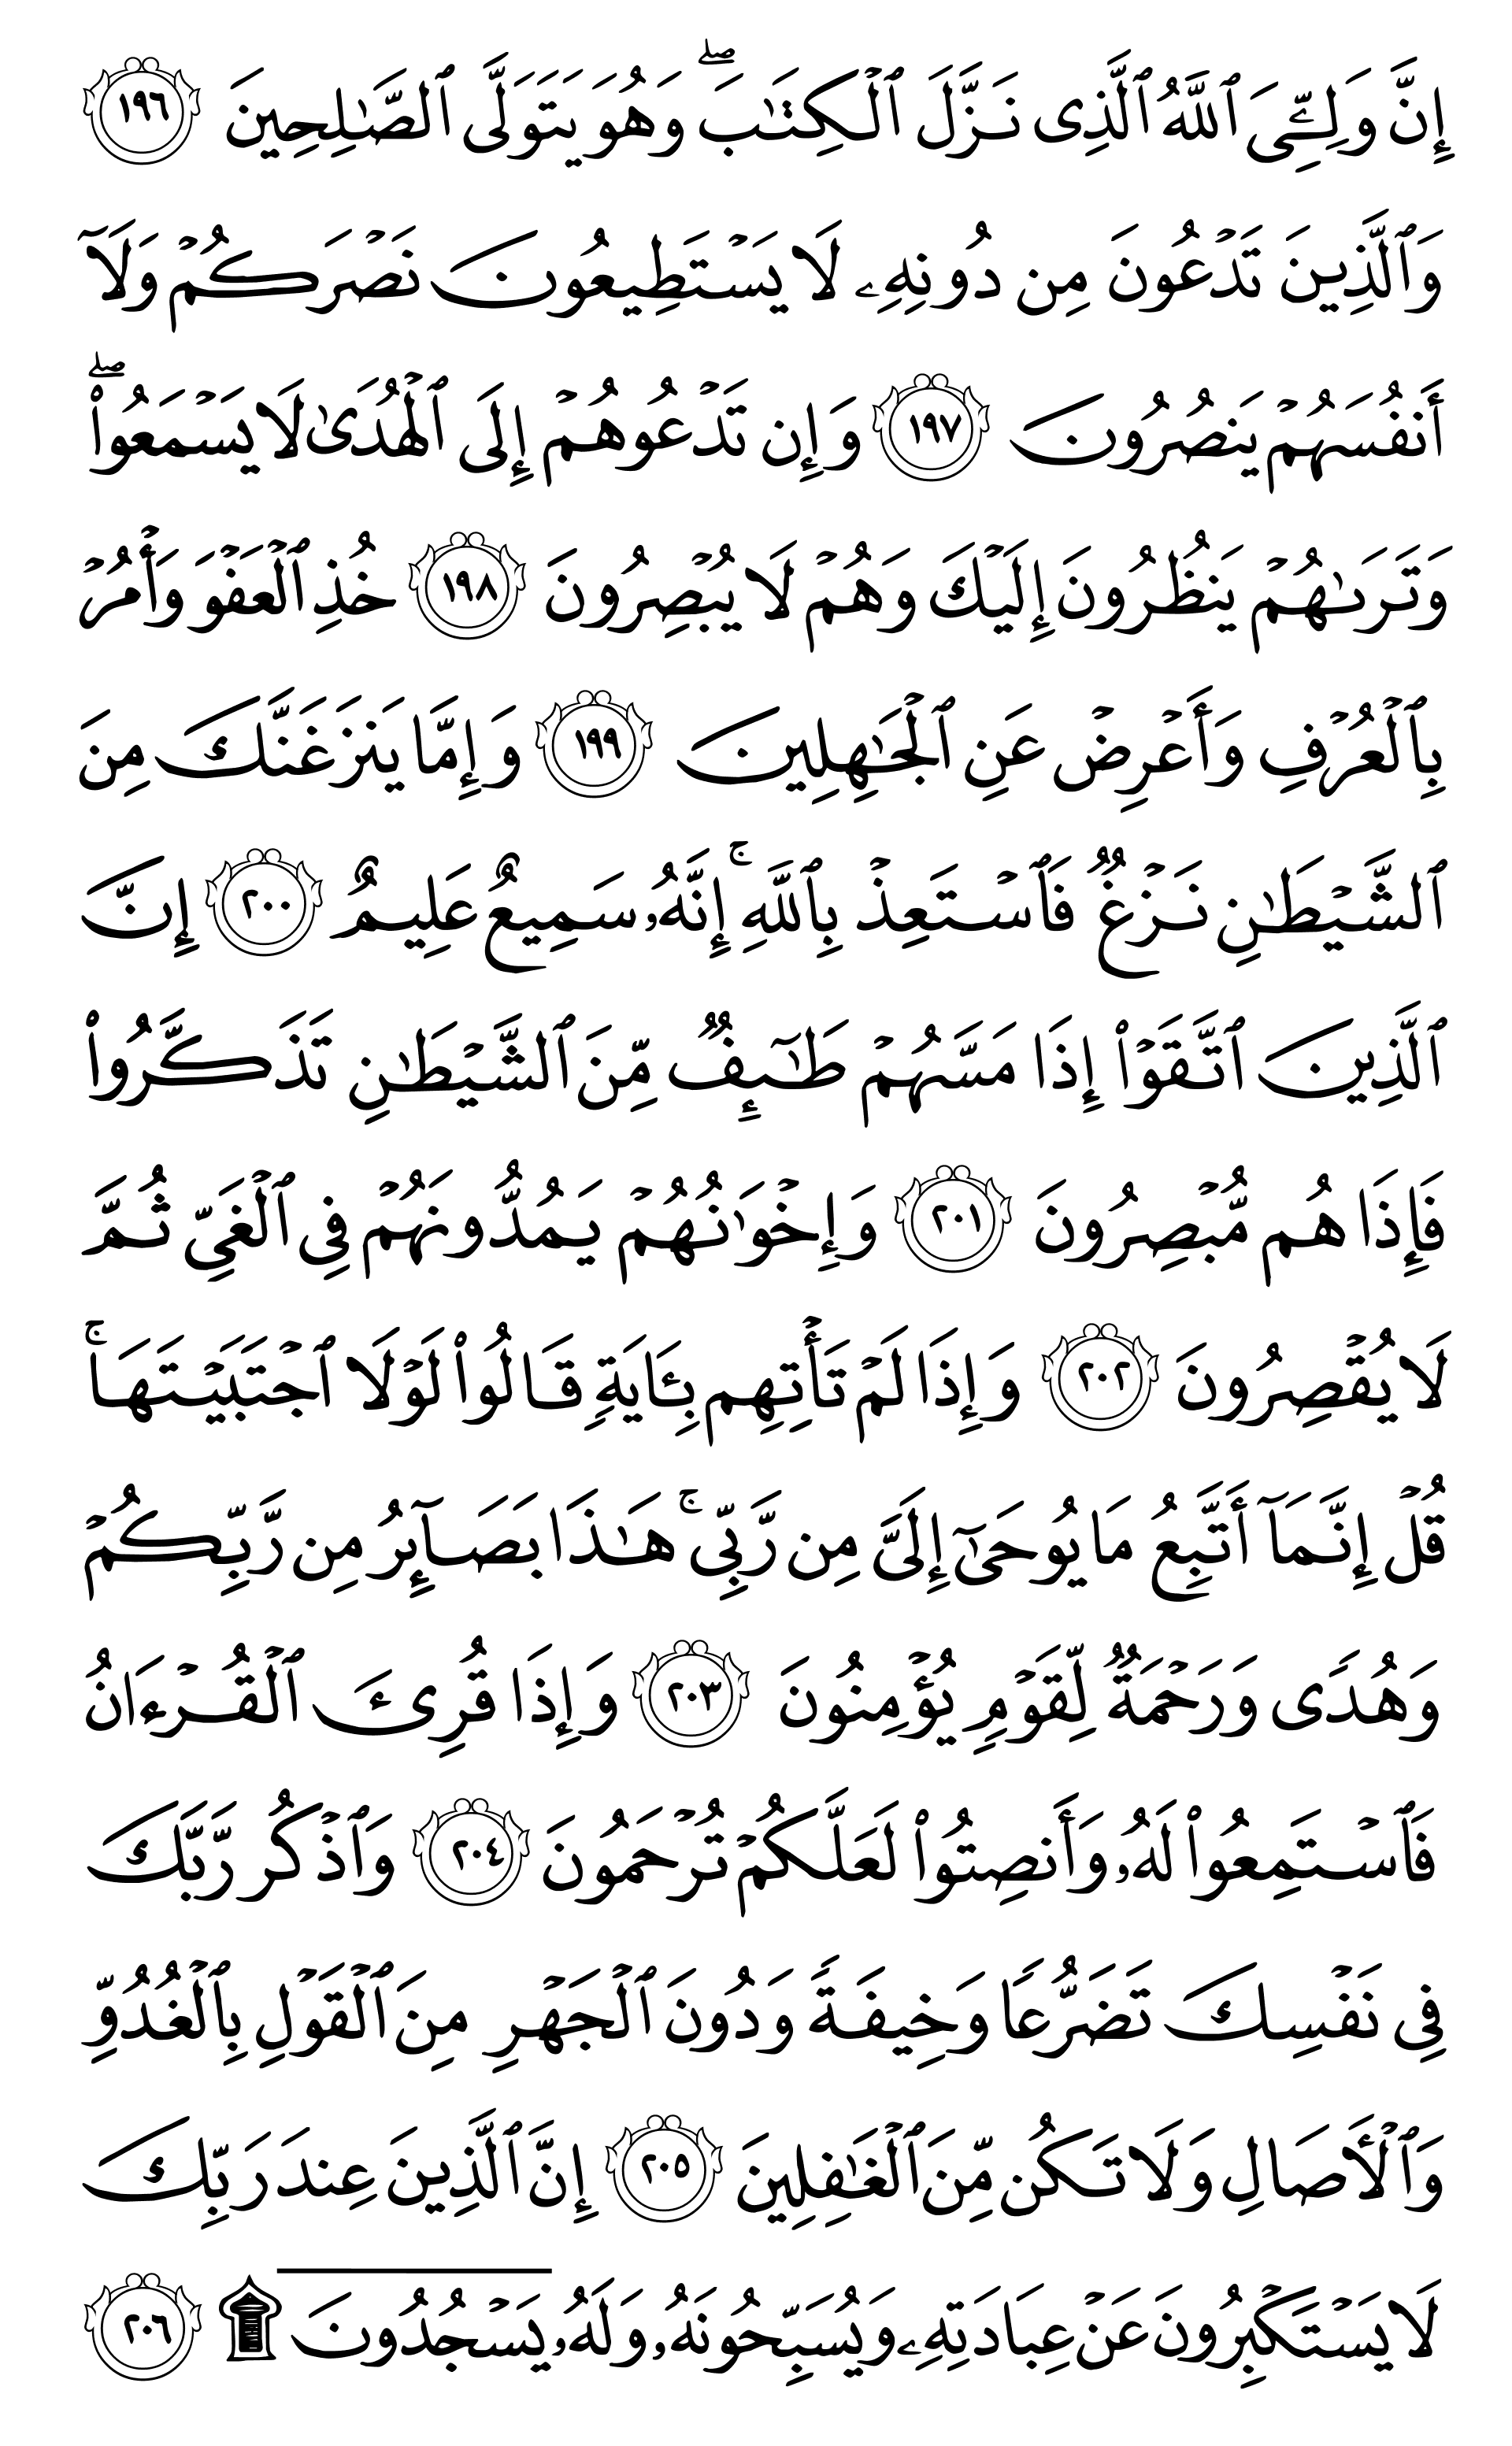 إِنَّ وَلِـِّۧيَ ٱللَّهُ ٱلَّذِى نَزَّلَ ٱلْكِتَـٰبَ ۖ وَهُوَ يَتَوَلَّى ٱلصَّـٰلِحِينَ ١٩٦
وَٱلَّذِينَ تَدْعُونَ مِن دُونِهِۦ لَا يَسْتَطِيعُونَ نَصْرَكُمْ وَلَآ
أَنفُسَهُمْ يَنصُرُونَ ١٩٧ وَإِن تَدْعُوهُمْ إِلَى ٱلْهُدَىٰ لَا يَسْمَعُوا۟ ۖ
وَتَرَىٰهُمْ يَنظُرُونَ إِلَيْكَ وَهُمْ لَا يُبْصِرُونَ ١٩٨ خُذِ ٱلْعَفْوَ وَأْمُرْ
بِٱلْعُرْفِ وَأَعْرِضْ عَنِ ٱلْجَـٰهِلِينَ ١٩٩ وَإِمَّا يَنزَغَنَّكَ مِنَ
ٱلشَّيْطَـٰنِ نَزْغٌ فَٱسْتَعِذْ بِٱللَّهِ ۚ إِنَّهُۥ سَمِيعٌ عَلِيمٌ ٢٠٠ إِنَّ
ٱلَّذِينَ ٱتَّقَوْا۟ إِذَا مَسَّهُمْ طَـٰٓئِفٌ مِّنَ ٱلشَّيْطَـٰنِ تَذَكَّرُوا۟
فَإِذَا هُم مُّبْصِرُونَ ٢٠١ وَإِخْوَٰنُهُمْ يَمُدُّونَهُمْ فِى ٱلْغَىِّ ثُمَّ
لَا يُقْصِرُونَ ٢٠٢ وَإِذَا لَمْ تَأْتِهِم بِـَٔايَةٍ قَالُوا۟ لَوْلَا ٱجْتَبَيْتَهَا ۚ
قُلْ إِنَّمَآ أَتَّبِعُ مَا يُوحَىٰٓ إِلَىَّ مِن رَّبِّى ۚ هَـٰذَا بَصَآئِرُ مِن رَّبِّكُمْ
وَهُدًى وَرَحْمَةٌ لِّقَوْمٍ يُؤْمِنُونَ ٢٠٣ وَإِذَا قُرِئَ ٱلْقُرْءَانُ
فَٱسْتَمِعُوا۟ لَهُۥ وَأَنصِتُوا۟ لَعَلَّكُمْ تُرْحَمُونَ ٢٠٤ وَٱذْكُر رَّبَّكَ
فِى نَفْسِكَ تَضَرُّعًا وَخِيفَةً وَدُونَ ٱلْجَهْرِ مِنَ ٱلْقَوْلِ بِٱلْغُدُوِّ
وَٱلْـَٔاصَالِ وَلَا تَكُن مِّنَ ٱلْغَـٰفِلِينَ ٢٠٥ إِنَّ ٱلَّذِينَ عِندَ رَبِّكَ
لَا يَسْتَكْبِرُونَ عَنْ عِبَادَتِهِۦ وَيُسَبِّحُونَهُۥ وَلَهُۥ يَسْجُدُونَ ۩ ٢٠٦